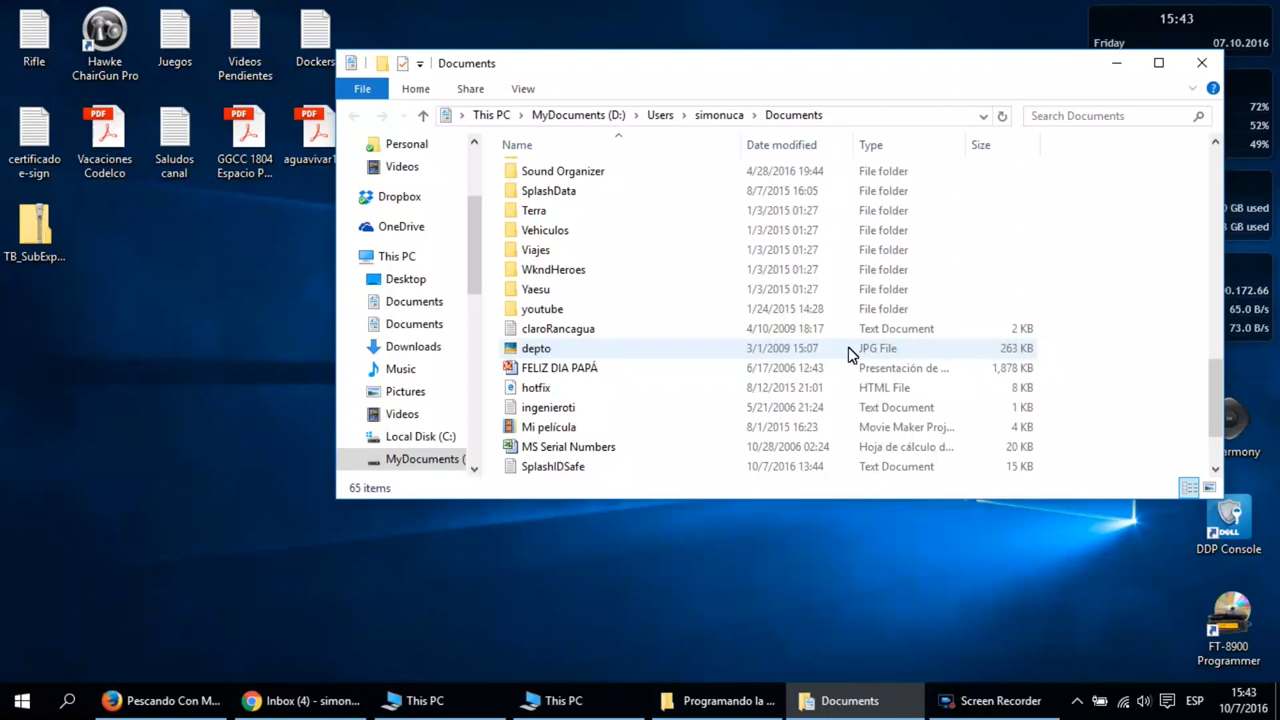 Rifle
Hawke
ChairGun Pro
Juegos
Videos
Pendientes
Dockers
certificado
e-sign
PDF
Vacaciones
Codelco
Saludos
canal
PDF
GGCC 1804
Espacio P...
PDF
aguavivar1
TB_SubExp...
15:43
Friday
07.10.2016
72%
52%
49%
GB used
GB used
0.172.66
0 B/s
73.0 B/s
Documents
File
Home
Share
View
This PC > MyDocuments (D:) > Users > simonuca > Documents
Search Documents
Personal
Videos
Dropbox
OneDrive
This PC
Desktop
Documents
Documents
Downloads
Music
Pictures
Videos
Local Disk (C:)
MyDocuments (
Name Date modified Type Size
Sound Organizer 4/28/2016 19:44 File folder
SplashData 8/7/2015 16:05 File folder
Terra 1/3/2015 01:27 File folder
Vehiculos 1/3/2015 01:27 File folder
Viajes 1/3/2015 01:27 File folder
WkndHeroes 1/3/2015 01:27 File folder
Yaesu 1/3/2015 01:27 File folder
youtube 1/24/2015 14:28 File folder
claroRancagua 4/10/2009 18:17 Text Document 2 KB
depto 3/1/2009 15:07 JPG File 263 KB
FELIZ DIA PAPÁ 6/17/2006 12:43 Presentación de ... 1,878 KB
hotfix 8/12/2015 21:01 HTML File 8 KB
ingenieroti 5/21/2006 21:24 Text Document 1 KB
Mi película 8/1/2015 16:23 Movie Maker Proj... 4 KB
MS Serial Numbers 10/28/2006 02:24 Hoja de cálculo d... 20 KB
SplashIDSafe 10/7/2016 13:44 Text Document 15 KB
65 items
armony
DELL
DDP Console
FT-8900
Programmer
Pescando Con M...
Inbox (4) - simon...
This PC
This PC
Programando la ...
Documents
Screen Recorder
ESP
15:43
10/7/2016